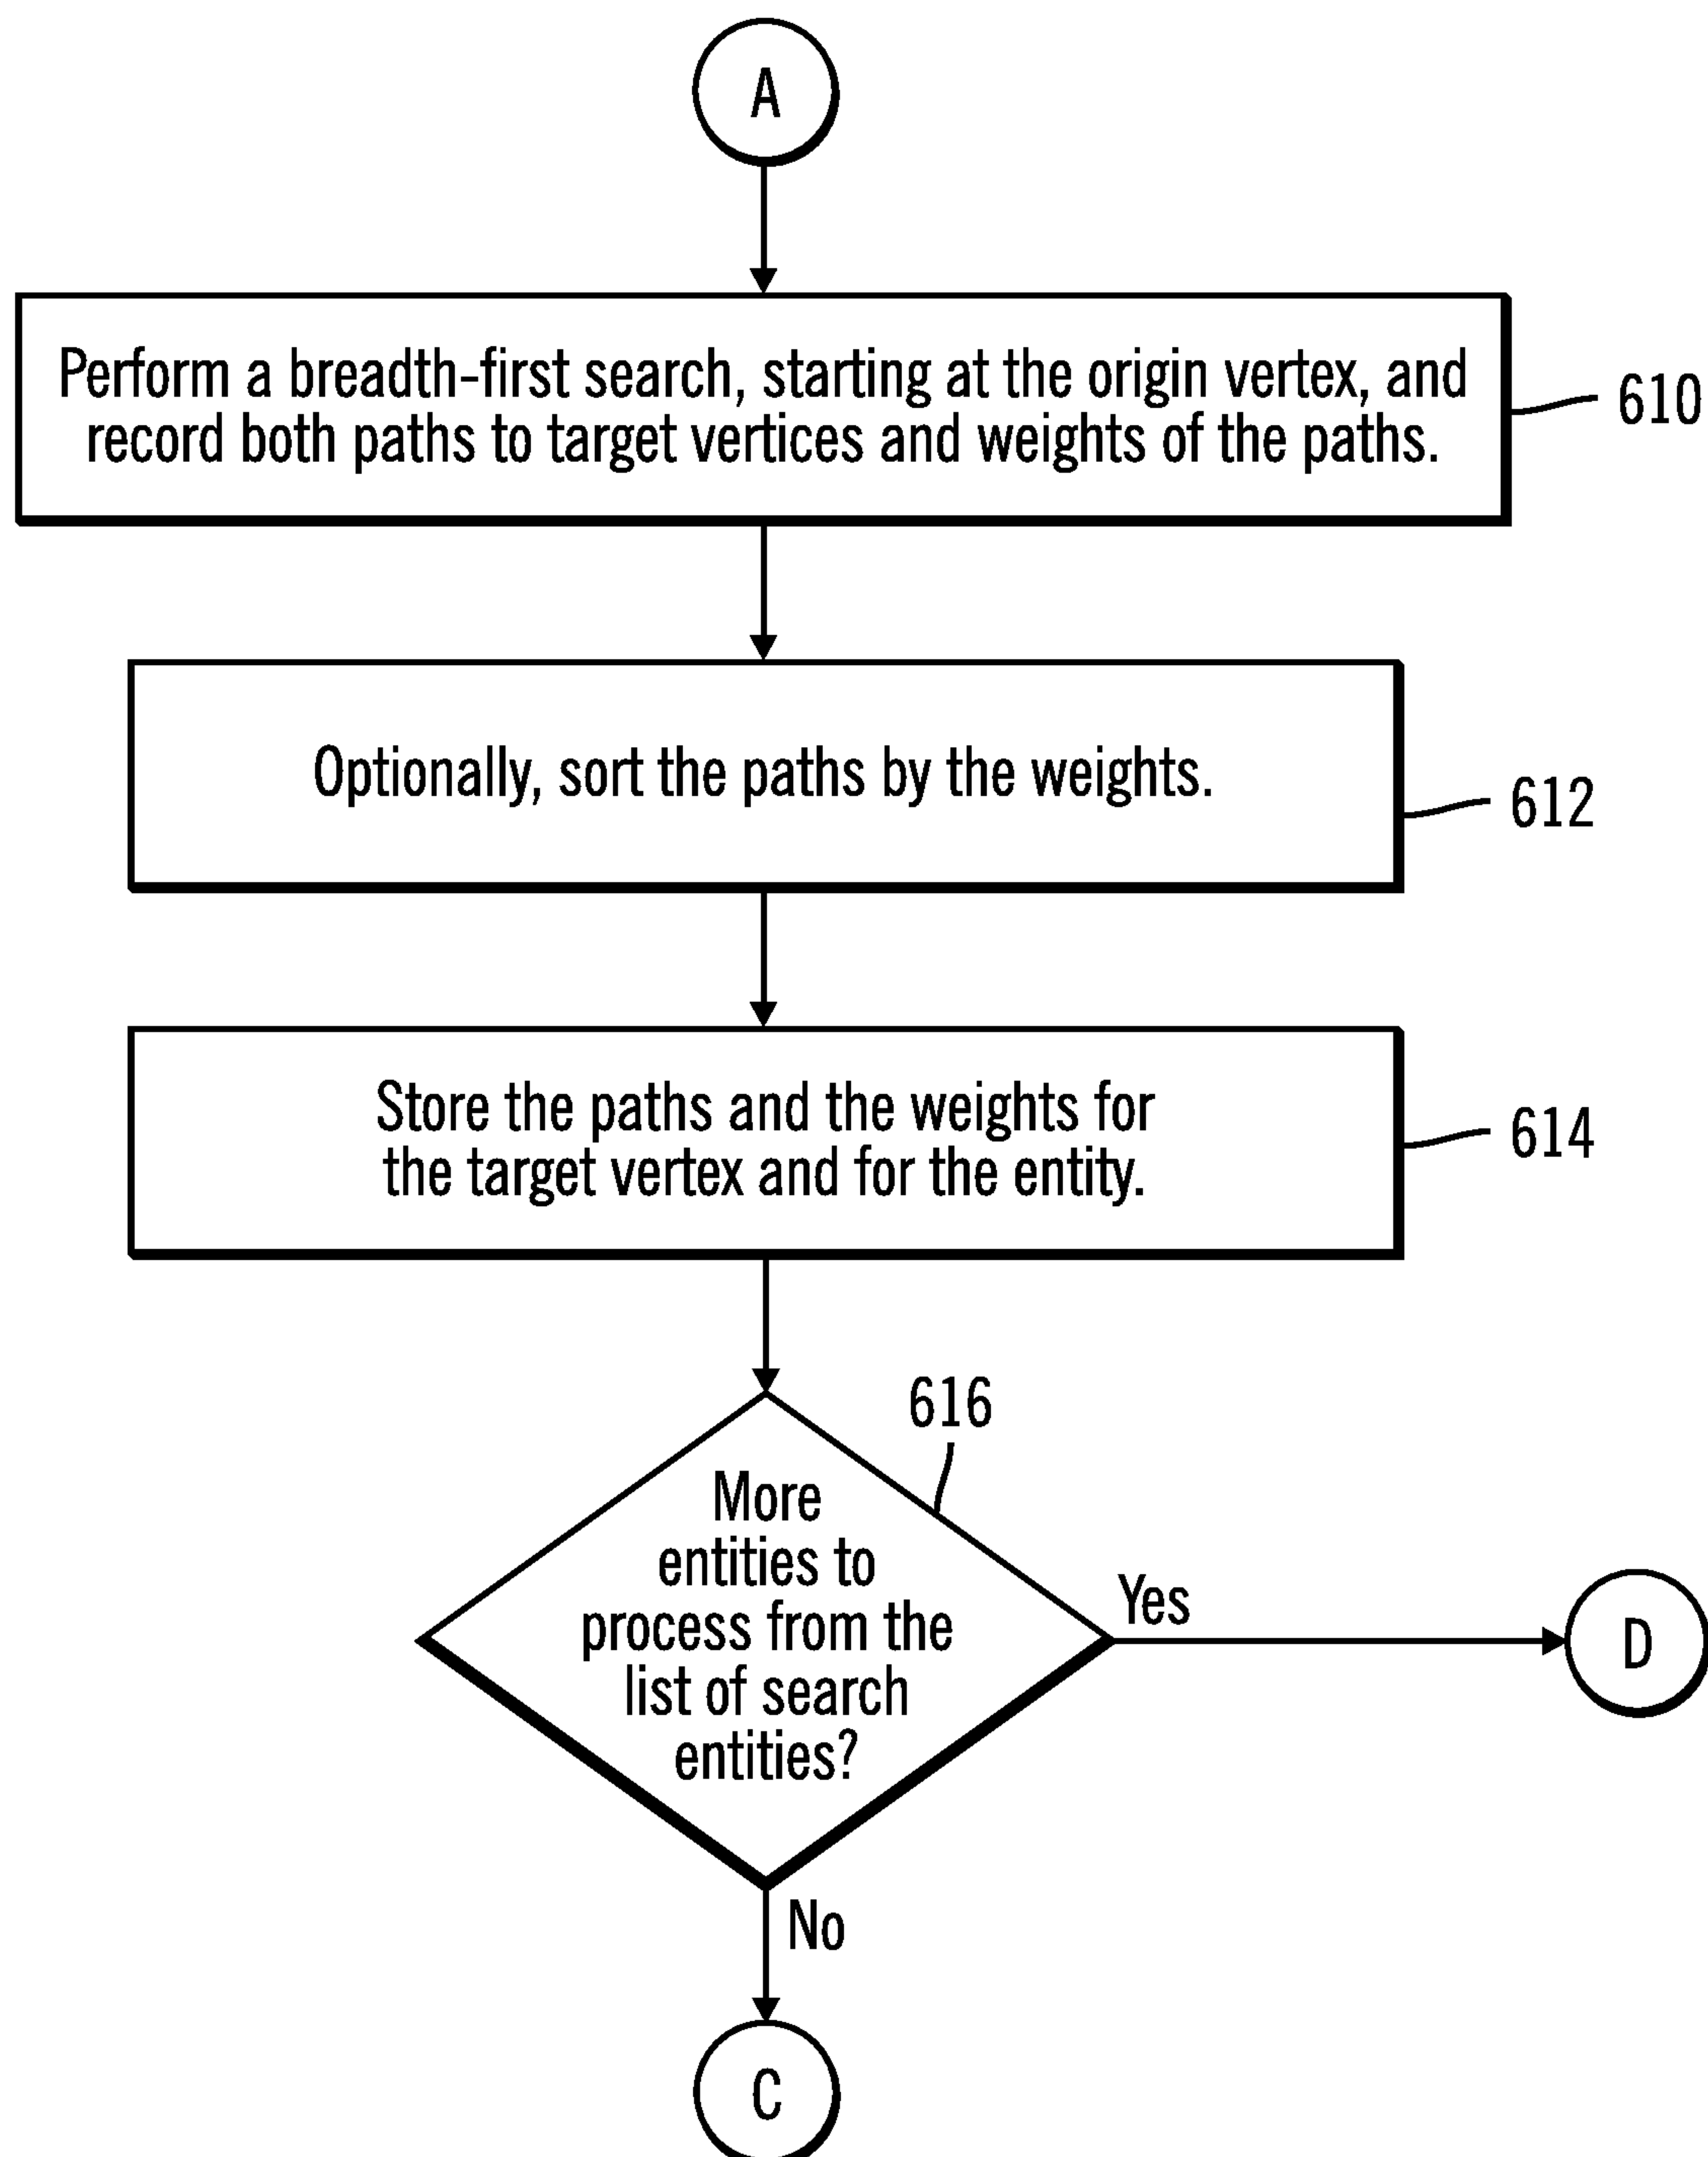 A
Perform a breadth-first search, starting at the origin vertex, and
record both paths to target vertices and weights of the paths.
610
Optionally, sort the paths by the weights.
612
Store the paths and the weights for
the target vertex and for the entity.
614
616
More
entities to
process from the
list of search
entities?
Yes
D
No
C